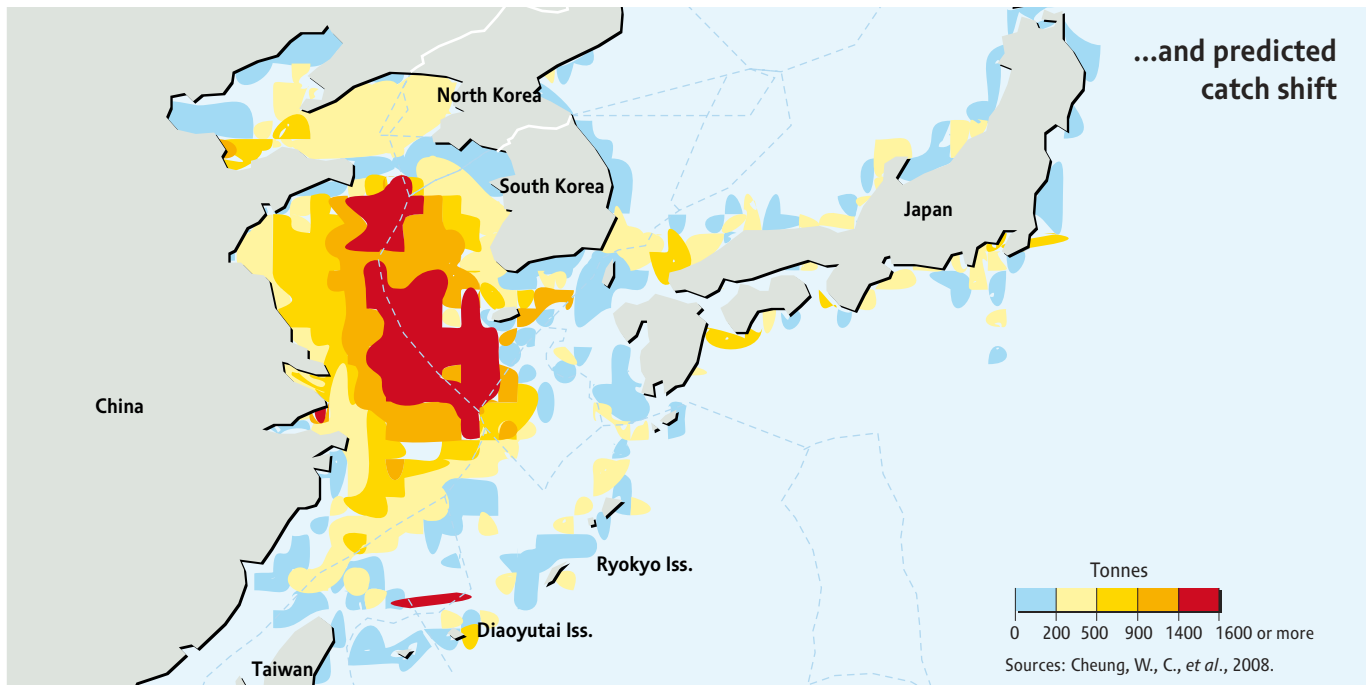 ...and predicted
catch shift
North Korea
South Korea
Japan
China
Ryokyo Iss.
Diaoyutai Iss.
Taiwan
Tonnes
0 200 500 900 1400 1600 or more
Sources: Cheung, W., C., et al., 2008.